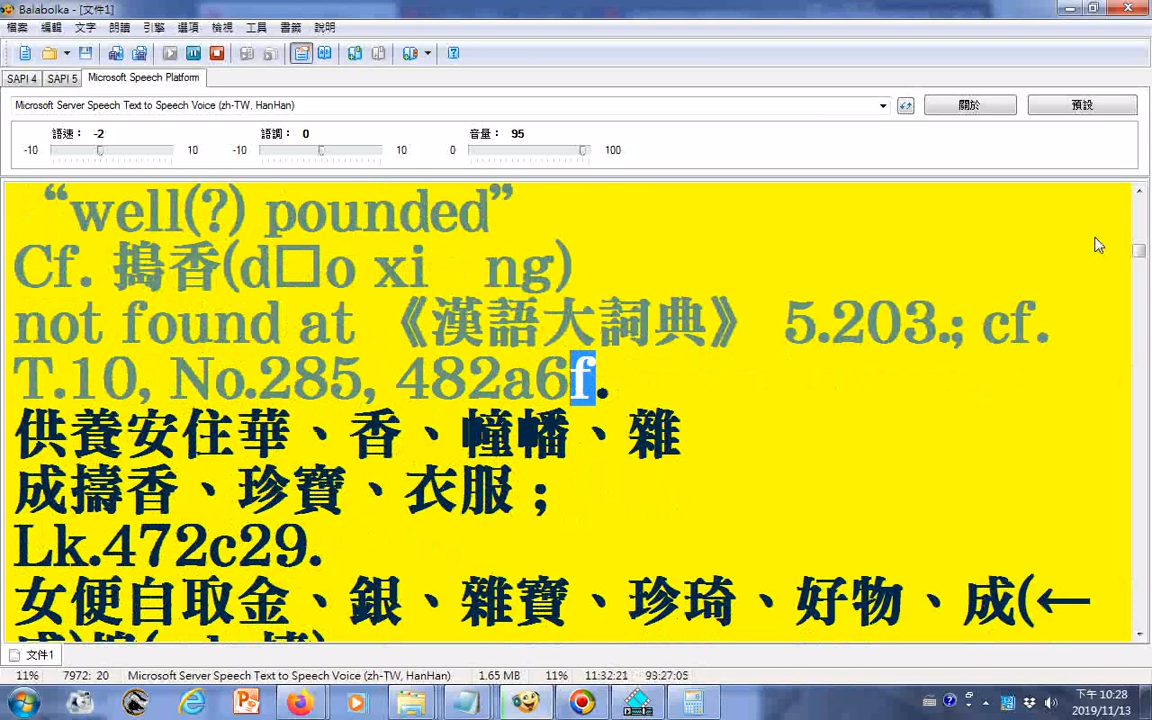 Balabolka - [文件1]
檔案 編輯 文字 朗讀 引擎 選項 檢視 工具 書籤 說明
SAPI 4 SAPI 5 Microsoft Speech Platform
Microsoft Server Speech Text to Speech Voice (zh-TW, HanHan) 關於 預設
語速： -2 語調： 0 音量： 95
-10 10 -10 10 0 100
“well(?) pounded”
Cf. 搗香(d□o xi ng)
not found at 《漢語大詞典》 5.203.; cf.
T.10, No.285, 482a6f.
供養安住華、香、幢幡、雜
成擣香、珍寶、衣服；
Lk.472c29.
女便自取金、銀、雜寶、珍琦、好物、成(←
文件1
11% 7972: 20 Microsoft Server Speech Text to Speech Voice (zh-TW, HanHan) 1.65 MB 11% 11:32:21 93:27:05
下午 10:28
2019/11/13